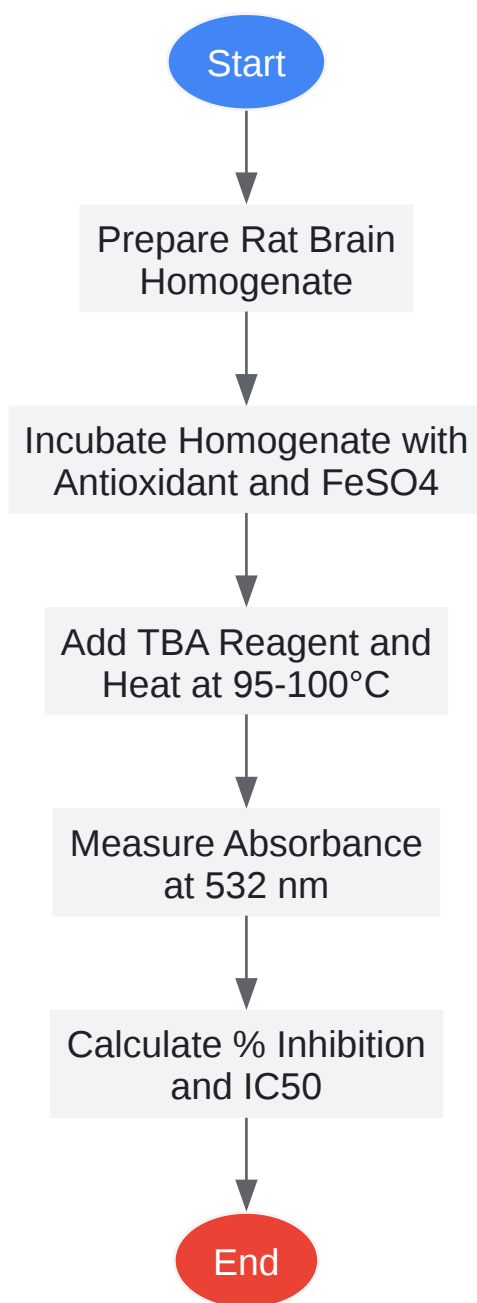 Start
Prepare Rat Brain
Homogenate
Incubate Homogenate with
Antioxidant and FeSO4
Add TBA Reagent and
Heat at 95-100°C
Measure Absorbance
at 532 nm
Calculate % Inhibition
and IC50
End